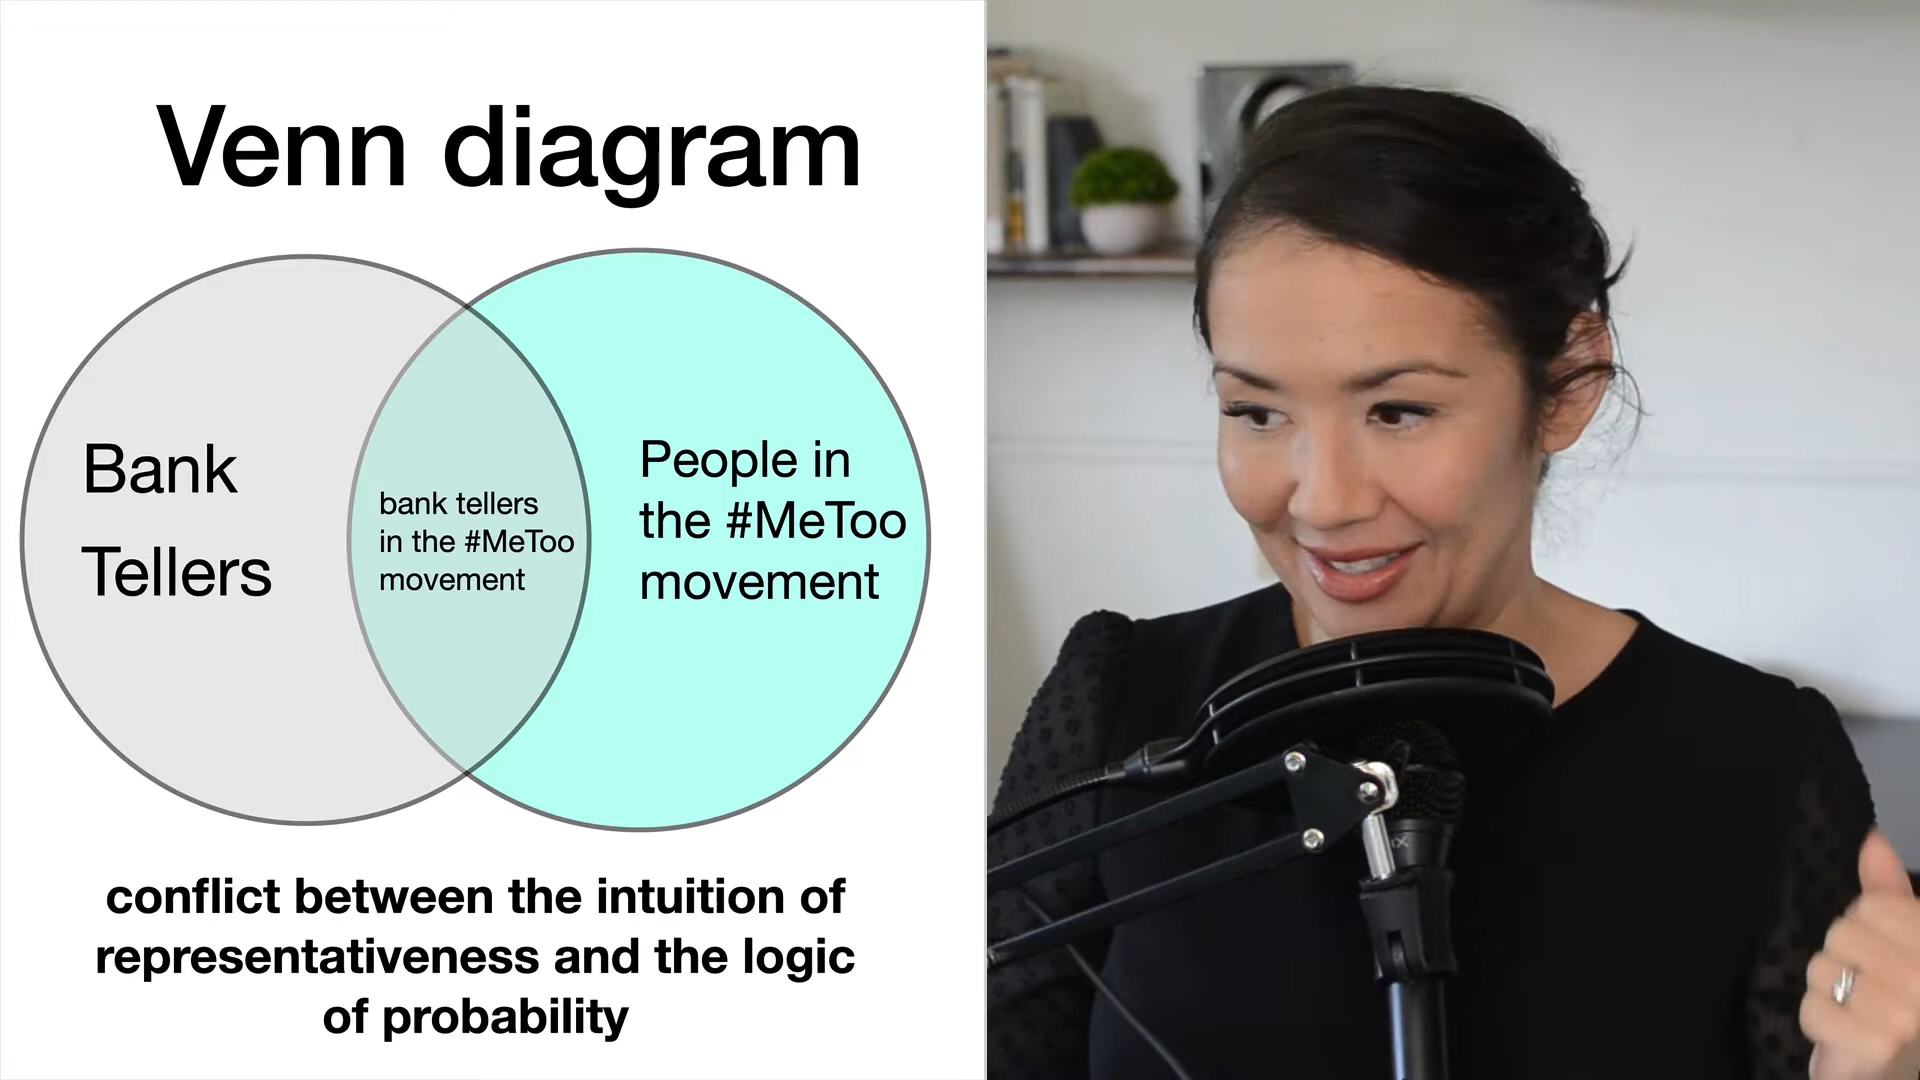 Venn diagram
Bank
Tellers
bank tellers
in the #MeToo
movement
People in
the #MeToo
movement
conflict between the intuition of
representativeness and the logic
of probability